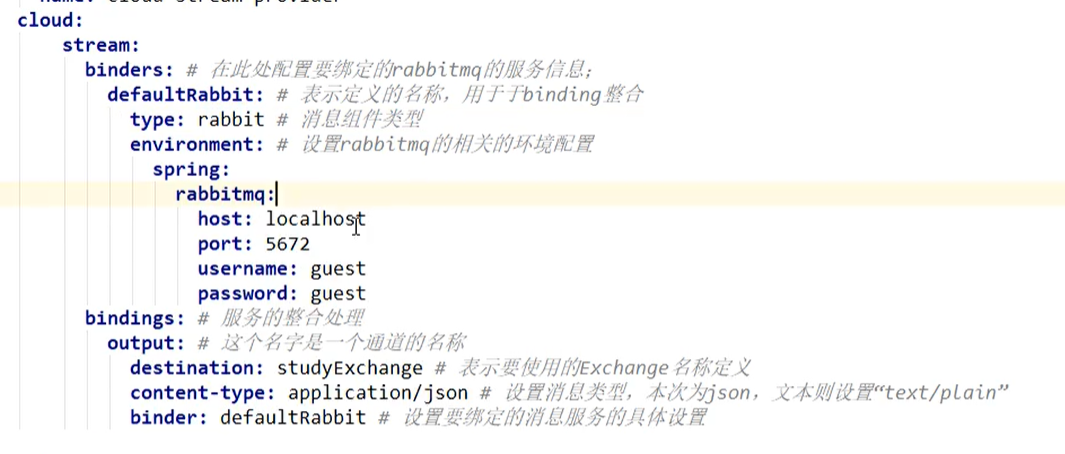 name: cloud-stream-provider
cloud:
stream:
binders: # 在此处配置要绑定的rabbitmq的服务信息;
defaultRabbit: # 表示定义的名称,用于于binding整合
type: rabbit # 消息组件类型
environment: # 设置rabbitmq的相关的环境配置
spring:
rabbitmq:
host: localhost
port: 5672
username: guest
password: guest
bindings: # 服务的整合处理
output: # 这个名字是一个通道的名称
destination: studyExchange # 表示要使用的Exchange名称定义
content-type: application/json # 设置消息类型,本次为json,文本则设置“text/plain”
binder: defaultRabbit # 设置要绑定的消息服务的具体设置